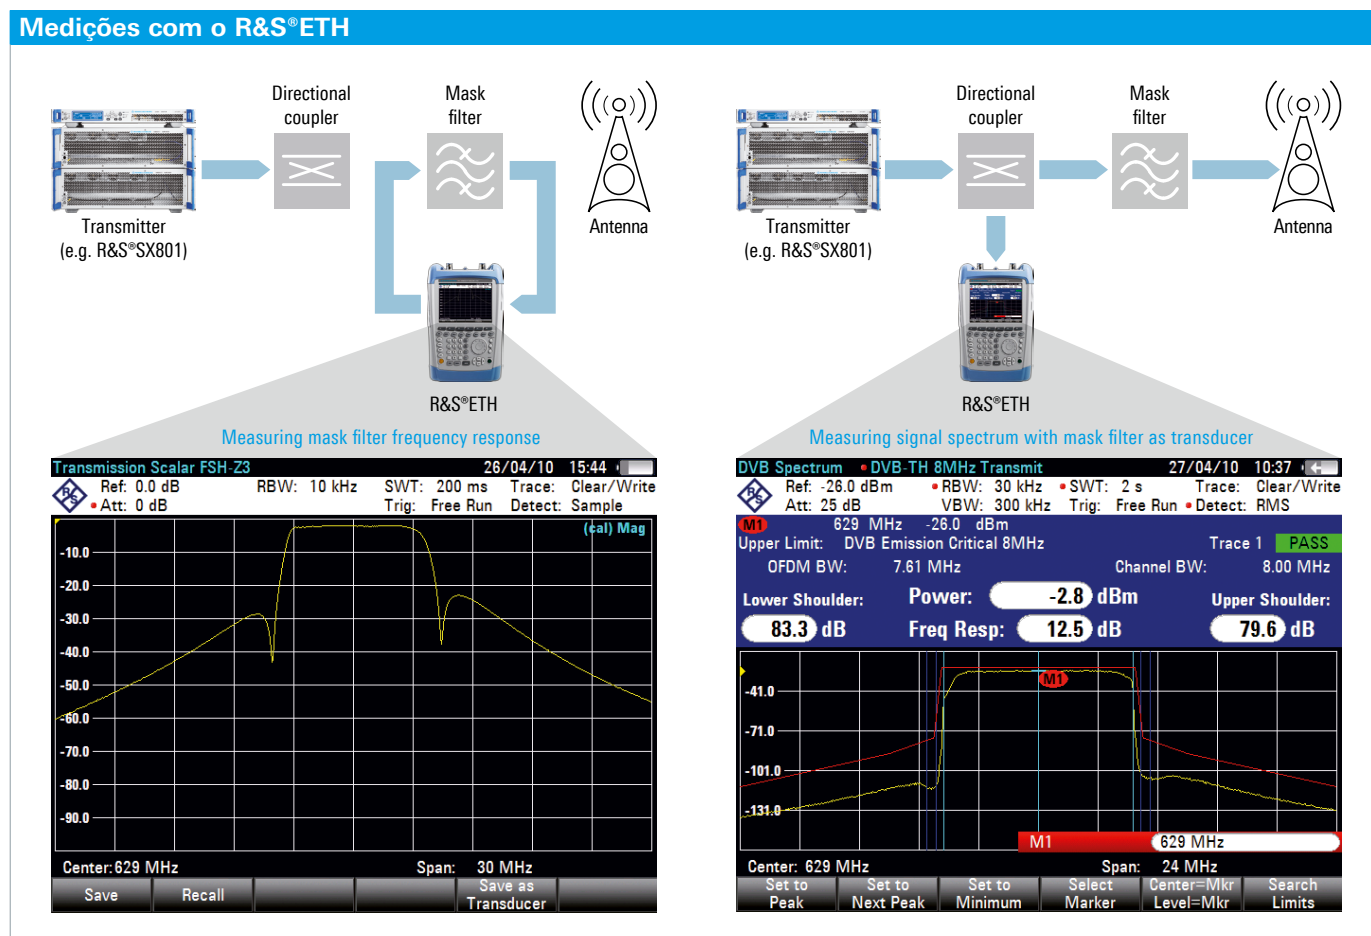 Medições com o R&S®ETH
Directional
coupler
Mask
filter
Transmitter
(e.g. R&S®SX801)
Antenna
R&S®ETH
Measuring mask filter frequency response
Transmission Scalar FSH-Z3 26/04/10 15:44
Ref: 0.0 dB RBW: 10 kHz SWT: 200 ms Trace: Clear/Write
Att: 0 dB Trig: Free Run Detect: Sample
(cal) Mag
-10.0
-20.0
-30.0
-40.0
-50.0
-60.0
-70.0
-80.0
-90.0
Center: 629 MHz Span: 30 MHz
Save Recall Save as
Transducer
Directional
coupler
Mask
filter
Transmitter
(e.g. R&S®SX801)
Antenna
R&S®ETH
Measuring signal spectrum with mask filter as transducer
DVB Spectrum DVB-TH 8MHz Transmit 27/04/10 10:37
Ref: -26.0 dBm RBW: 30 kHz SWT: 2 s Trace: Clear/Write
Att: 25 dB VBW: 300 kHz Trig: Free Run Detect: RMS
M1 629 MHz -26.0 dBm
Upper Limit: DVB Emission Critical 8MHz Trace 1 PASS
OFDM BW: 7.61 MHz Channel BW: 8.00 MHz
Lower Shoulder: Power: -2.8 dBm Upper Shoulder:
83.3 dB Freq Resp: 12.5 dB 79.6 dB
M1
-41.0
-71.0
-101.0
-131.0
M1 629 MHz
Center: 629 MHz Span: 24 MHz
Set to
Peak
Set to
Next Peak
Set to
Minimum
Select
Marker
Center=Mkr
Level=Mkr
Search
Limits